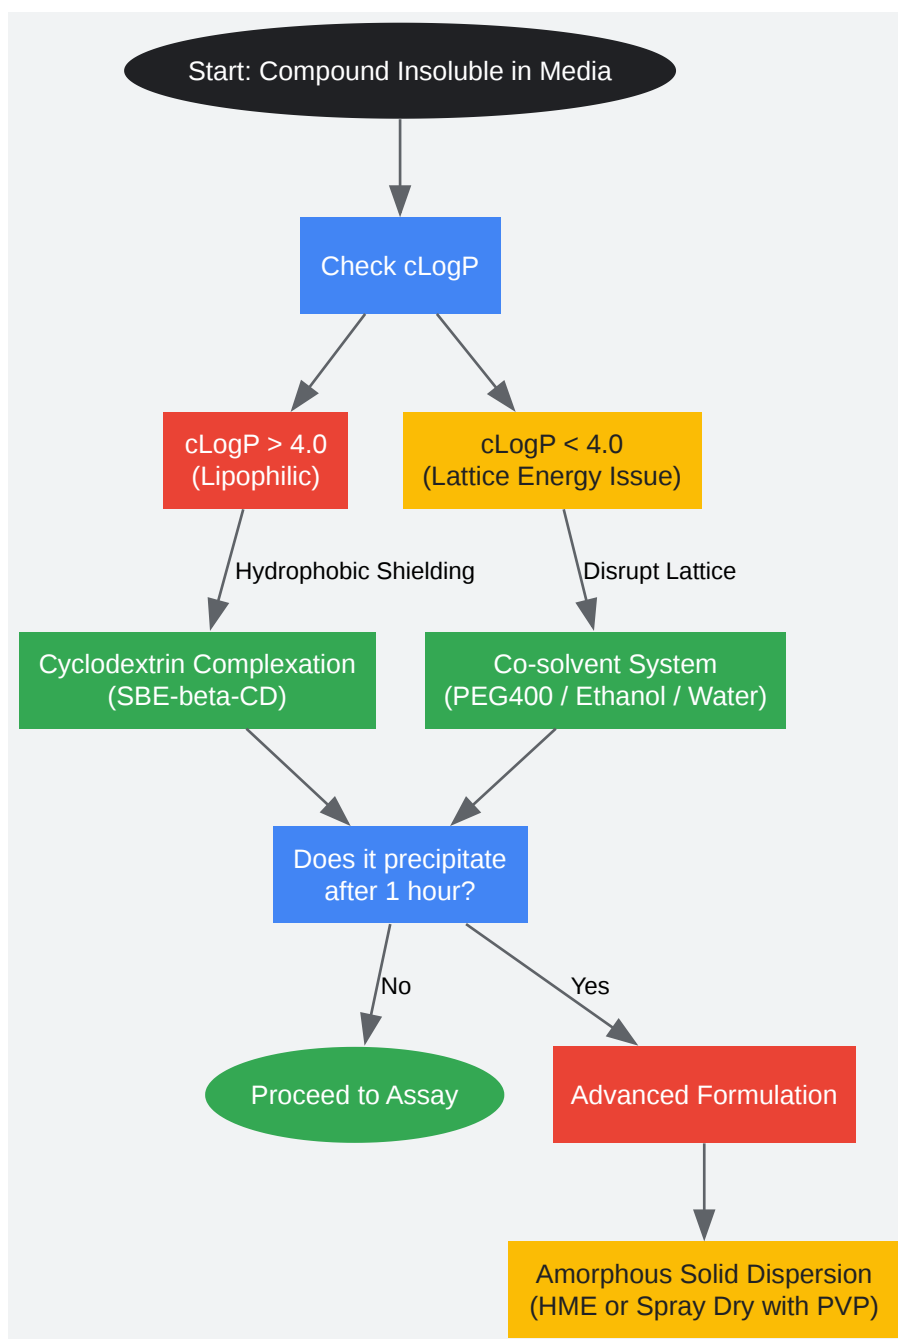 Start: Compound Insoluble in Media
Check cLogP
cLogP > 4.0
(Lipophilic)
cLogP < 4.0
(Lattice Energy Issue)
Hydrophobic Shielding
Disrupt Lattice
Cyclodextrin Complexation
(SBE-beta-CD)
Co-solvent System
(PEG400 / Ethanol / Water)
Does it precipitate
after 1 hour?
No
Yes
Proceed to Assay
Advanced Formulation
Amorphous Solid Dispersion
(HME or Spray Dry with PVP)